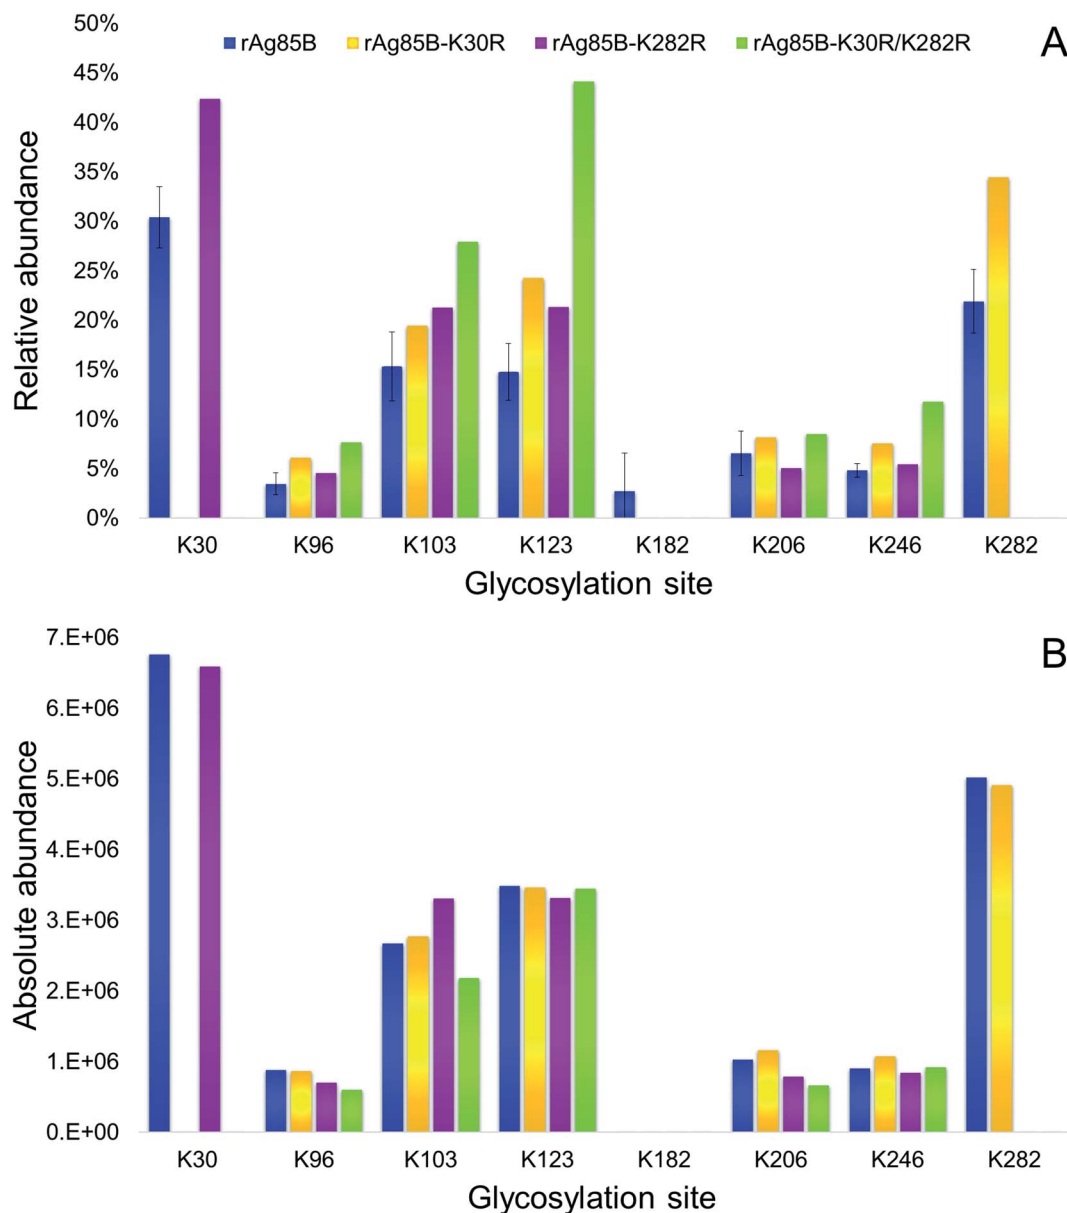 50%
rAg85B rAg85B-K30R rAg85B-K282R rAg85B-K30R/K282R
A
45%
40%
35%
30%
25%
20%
15%
10%
5%
0%
Relative abundance
K30 K96 K103 K123 K182 K206 K246 K282
Glycosylation site
7.E+06
B
6.E+06
5.E+06
4.E+06
3.E+06
2.E+06
1.E+06
0.E+00
Absolute abundance
K30 K96 K103 K123 K182 K206 K246 K282
Glycosylation site